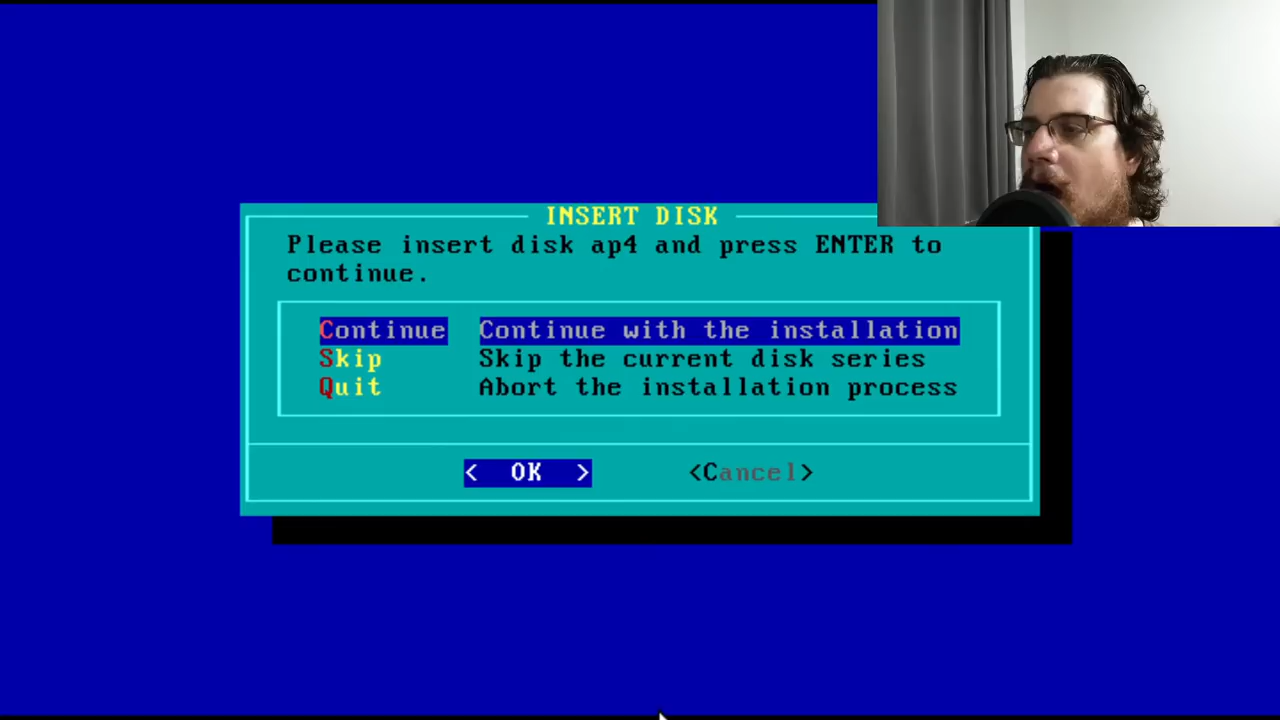 INSERT DISK
Please insert disk ap4 and press ENTER to
continue.
Continue Continue with the installation
Skip Skip the current disk series
Quit Abort the installation process
< OK > <Cancel>